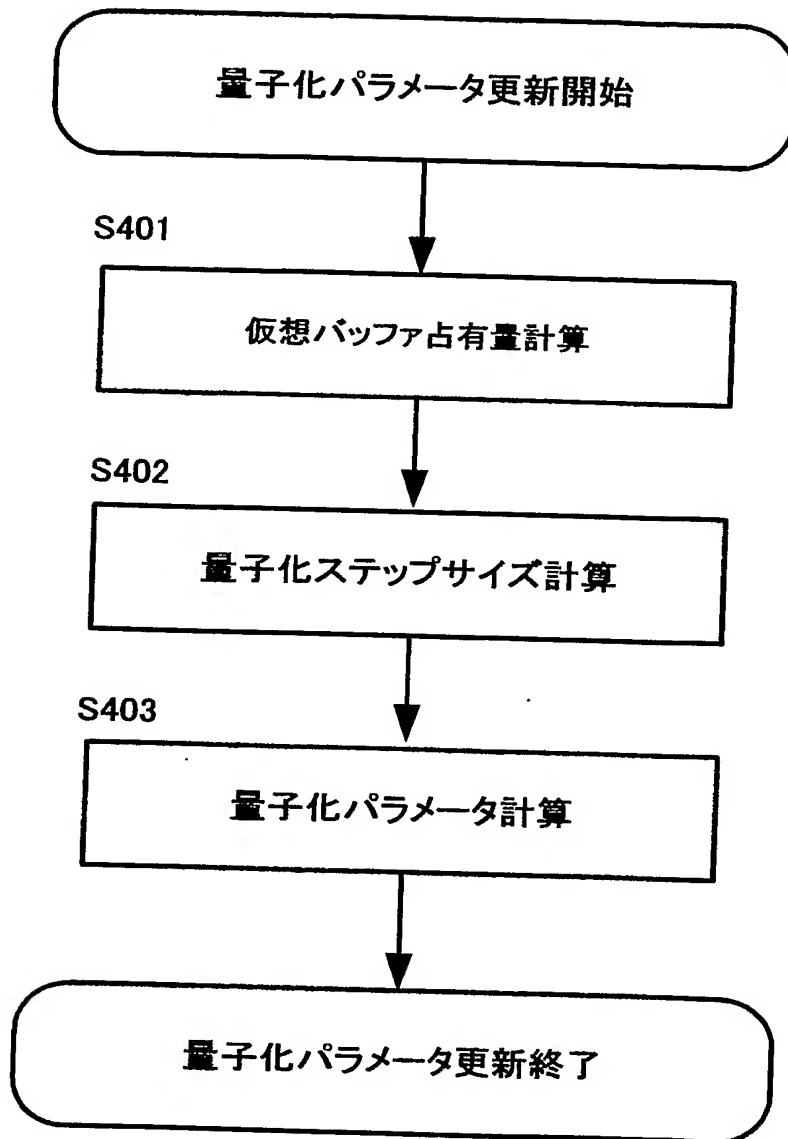 量子化パラメータ更新開始
S401
仮想バッファ占有量計算
S402
量子化ステップサイズ計算
S403
量子化パラメータ計算
量子化パラメータ更新終了